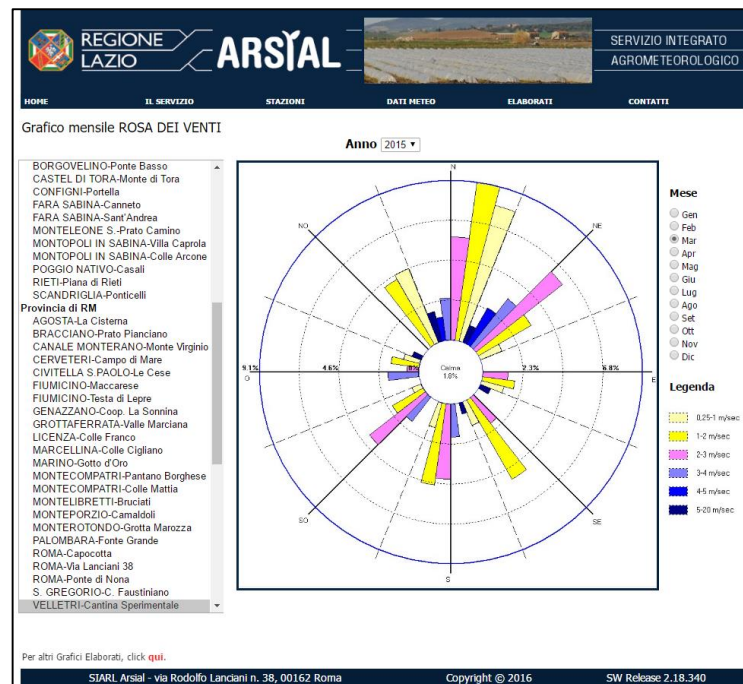 REGIONE
LAZIO
ARSIAL
SERVIZIO INTEGRATO
AGROMETEOROLOGICO
HOME IL SERVIZIO STAZIONI DATI METEO ELABORATI CONTATTI
Grafico mensile ROSA DEI VENTI
Anno 2015
BORGOVELINO-Ponte Basso
CASTEL DI TORA-Monte di Tora
CONFIGNI-Portella
FARA SABINA-Canneto
FARA SABINA-Sant'Andrea
MONTELEONE S.-Prato Camino
MONTOPOLI IN SABINA-Villa Caprola
MONTOPOLI IN SABINA-Colle Arcone
POGGIO NATIVO-Casali
RIETI-Piana di Rieti
SCANDRIGLIA-Ponticelli
Provincia di RM
AGOSTA-La Cisterna
BRACCIANO-Prato Pianciano
CANALE MONTERANO-Monte Virginio
CERVETERI-Campo di Mare
CIVITELLA S.PAOLO-Le Cese
FIUMICINO-Maccarese
FIUMICINO-Testa di Lepre
GENAZZANO-Coop. La Sonnina
GROTTAFERRATA-Valle Marciana
LICENZA-Colle Franco
MARCELLINA-Colle Cigliano
MARINO-Gotto d'Oro
MONTECOMPATRI-Pantano Borghese
MONTECOMPATRI-Colle Mattia
MONTELIBRETTI-Bruciati
MONTEPORZIO-Camaldoli
MONTEROTONDO-Grotta Marozza
PALOMBARA-Fonte Grande
ROMA-Capocotta
ROMA-Via Lanciani 38
ROMA-Ponte di Nona
S. GREGORIO-C. Faustiniano
VELLETRI-Cantina Sperimentale
N
NO
NE
9.1% 4.6% 0% Calma 2.3% 6.8%
1.8%
O
E
SO
SE
S
Mese
Gen
Feb
Mar
Apr
Mag
Giu
Lug
Ago
Set
Ott
Nov
Dic
Legenda
0.25-1 m/sec
1-2 m/sec
2-3 m/sec
3-4 m/sec
4-5 m/sec
5-20 m/sec
Per altri Grafici Elaborati, click qui.
SIARL Arsial - via Rodolfo Lanciani n. 38, 00162 Roma Copyright © 2016 SW Release 2.18.340